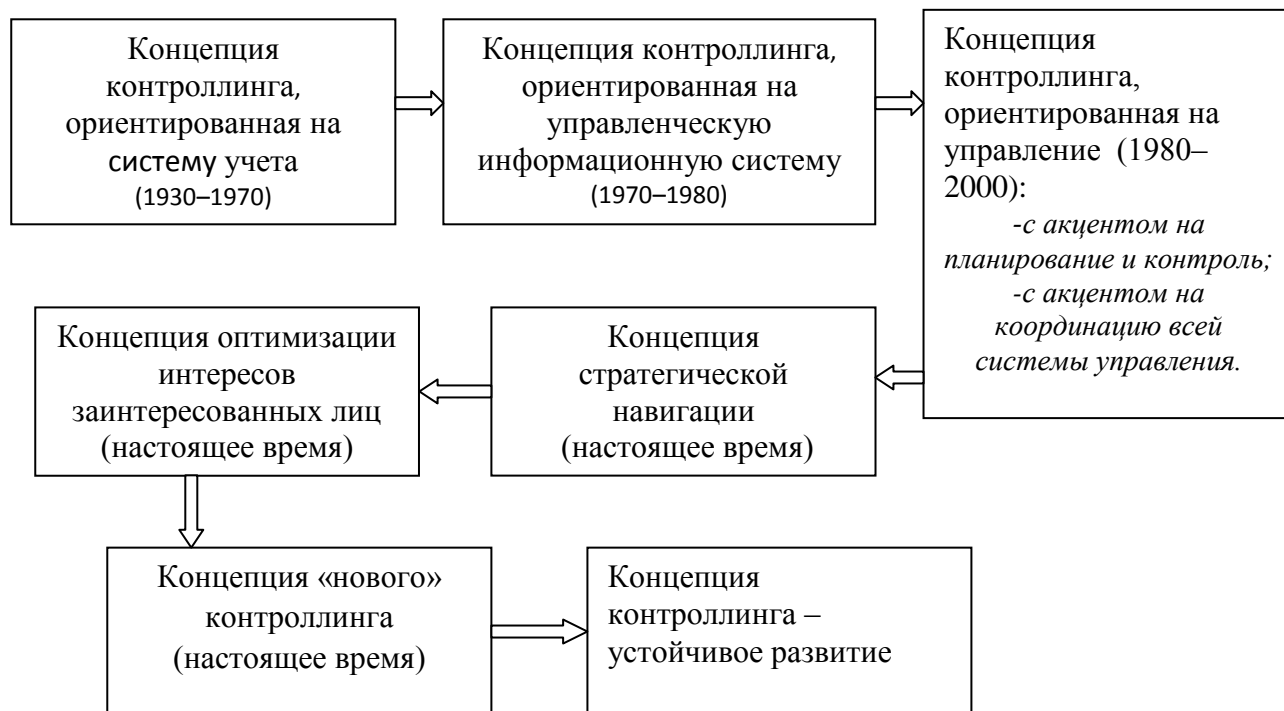 Концепция
контроллинга,
ориентированная на
систему учета
(1930–1970)
Концепция контроллинга,
ориентированная на
управленческую
информационную систему
(1970–1980)
Концепция
контроллинга,
ориентированная на
управление (1980–
2000):
-с акцентом на
планирование и контроль;
-с акцентом на
координацию всей
системы управления.
Концепция
стратегической
навигации
(настоящее время)
Концепция оптимизации
интересов
заинтересованных лиц
(настоящее время)
Концепция «нового»
контроллинга
(настоящее время)
Концепция
контроллинга –
устойчивое развитие